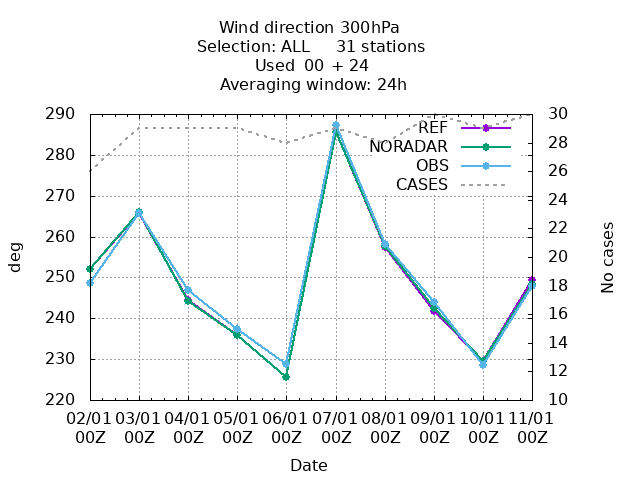 Wind direction 300hPa
Selection: ALL     31 stations
Used  00 + 24
Averaging window: 24h
290 30
REF
28
NORADAR
280
OBS
26
CASES
24
270
22
260
20
250
18
240
16
14
230
12
220 10
deg
No cases
02/01 03/01 04/01 05/01 06/01 07/01 08/01 09/01 10/01 11/01
00Z 00Z 00Z 00Z 00Z 00Z 00Z 00Z 00Z 00Z
Date